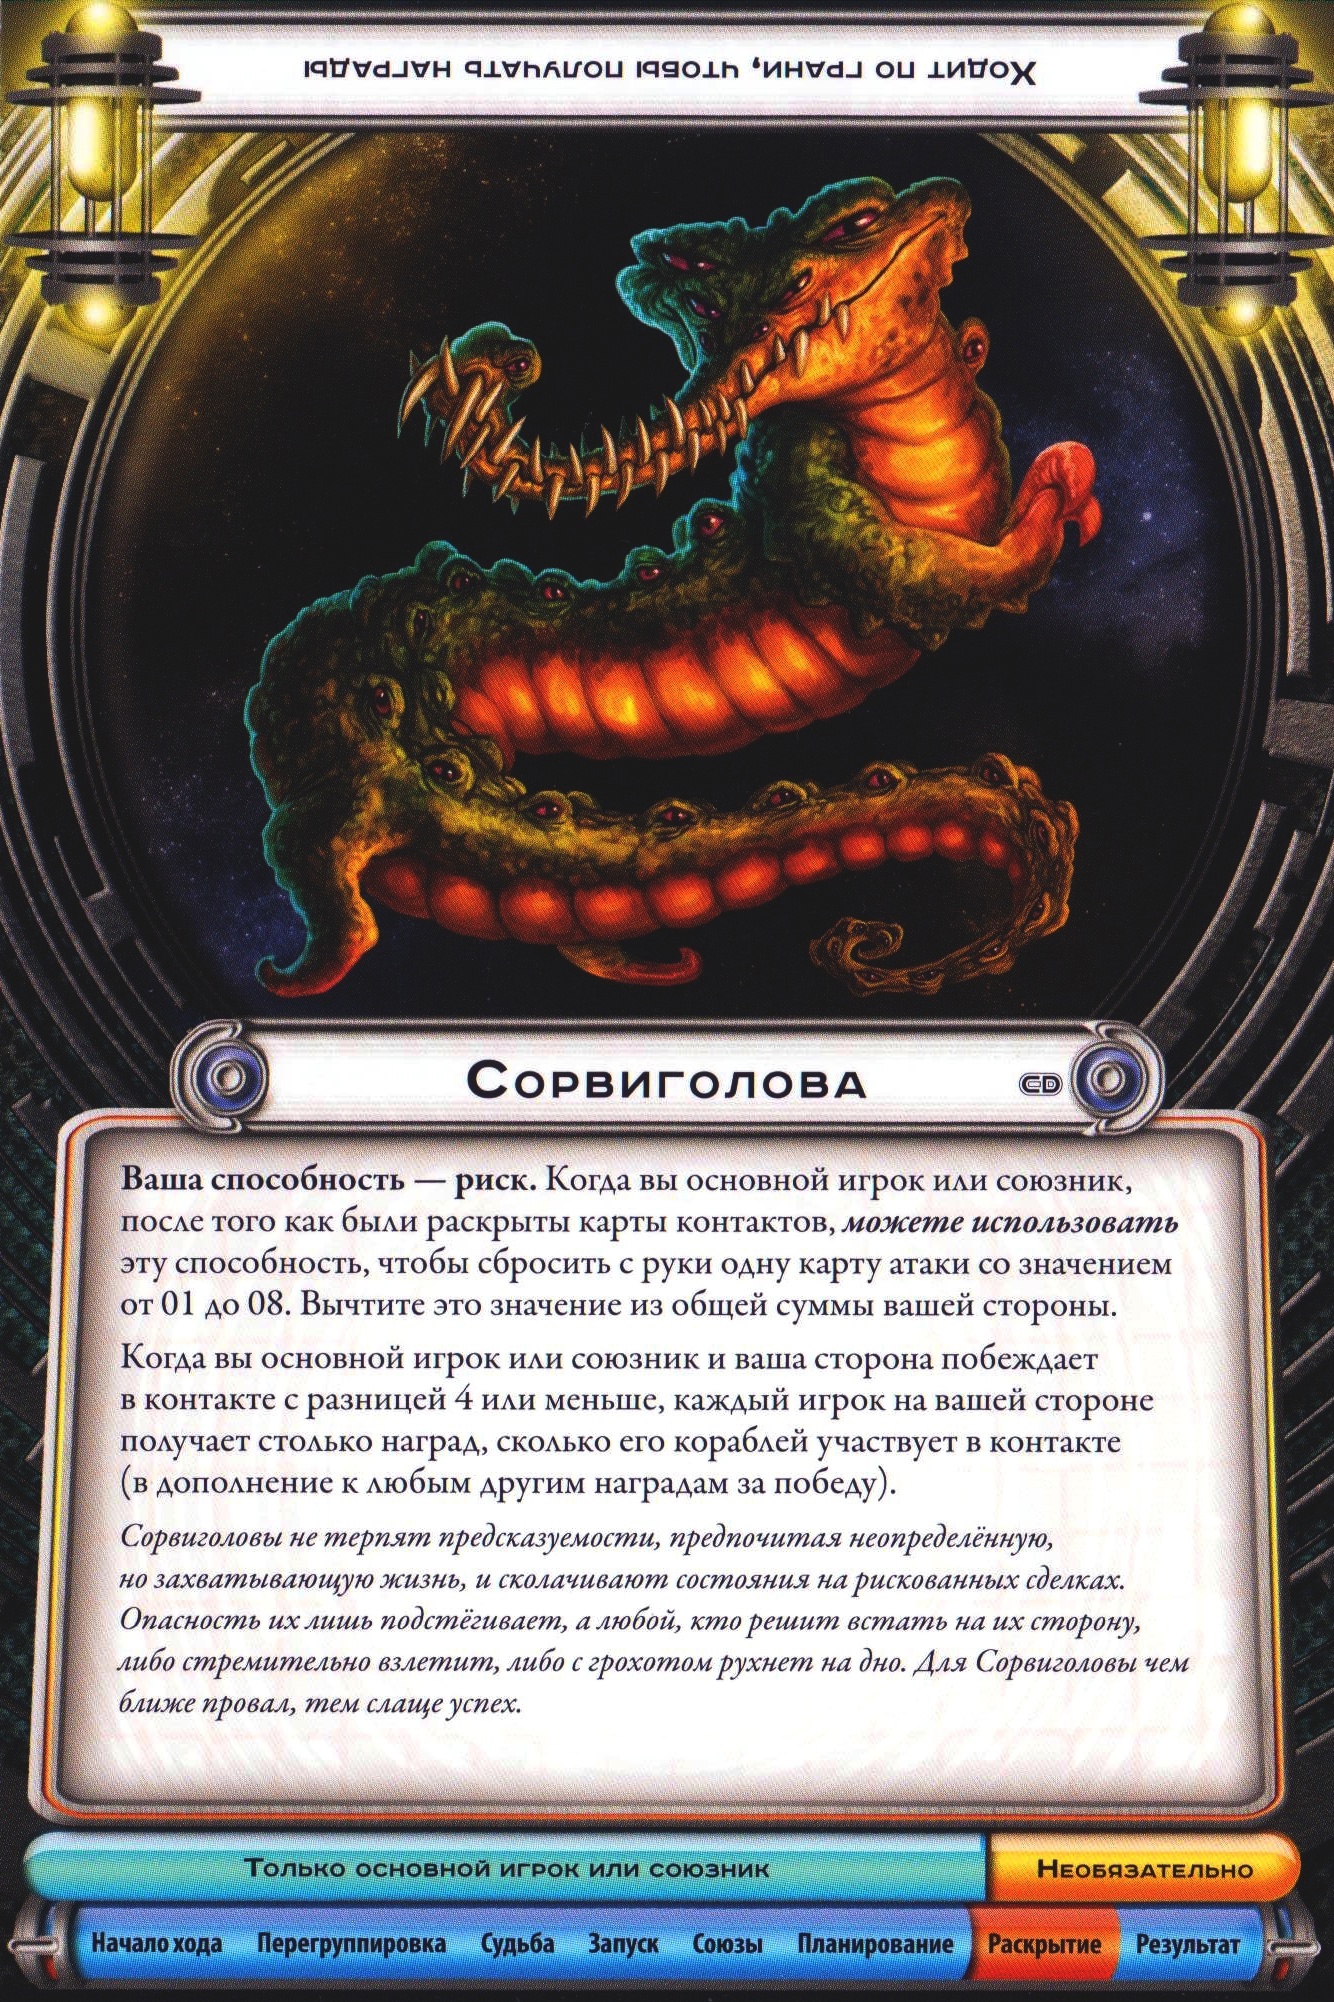 Ходит по грани, чтобы получать награды
Сорвиголова
CD
Ваша способность — риск. Когда вы основной игрок или союзник,
после того как были раскрыты карты контактов, можете использовать
эту способность, чтобы сбросить с руки одну карту атаки со значением
от 01 до 08. Вычтите это значение из общей суммы вашей стороны.
Когда вы основной игрок или союзник и ваша сторона побеждает
в контакте с разницей 4 или меньше, каждый игрок на вашей стороне
получает столько наград, сколько его кораблей участвует в контакте
(в дополнение к любым другим наградам за победу).
Сорвиголовы не терпят предсказуемости, предпочитая неопределённую,
но захватывающую жизнь, и сколачивают состояния на рискованных сделках.
Опасность их лишь подстёгивает, а любой, кто решит встать на их сторону,
либо стремительно взлетит, либо с грохотом рухнет на дно. Для Сорвиголовы чем
ближе провал, тем слаще успех.
Только основной игрок или союзник Необязательно
Начало хода Перегруппировка Судьба Запуск Союзы Планирование Раскрытие Результат